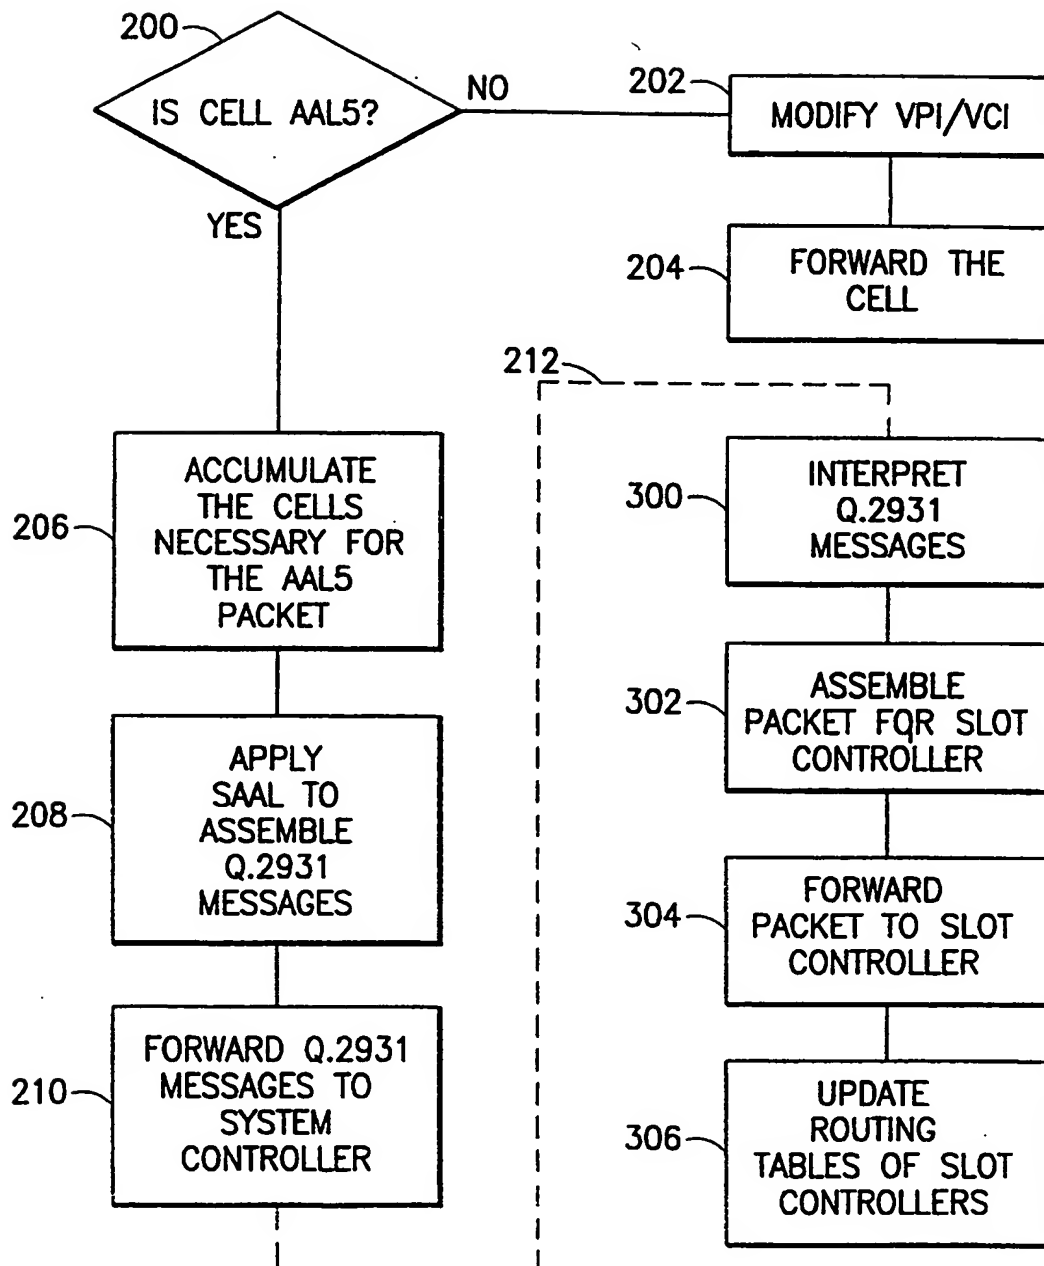 200
IS CELL AAL5?
NO
YES
202
MODIFY VPI/VCI
204
FORWARD THE
CELL
206
ACCUMULATE
THE CELLS
NECESSARY FOR
THE AAL5
PACKET
208
APPLY
SAAL TO
ASSEMBLE
Q.2931
MESSAGES
210
FORWARD Q.2931
MESSAGES TO
SYSTEM
CONTROLLER
212
300
INTERPRET
Q.2931
MESSAGES
302
ASSEMBLE
PACKET FOR SLOT
CONTROLLER
304
FORWARD
PACKET TO SLOT
CONTROLLER
306
UPDATE
ROUTING
TABLES OF SLOT
CONTROLLERS